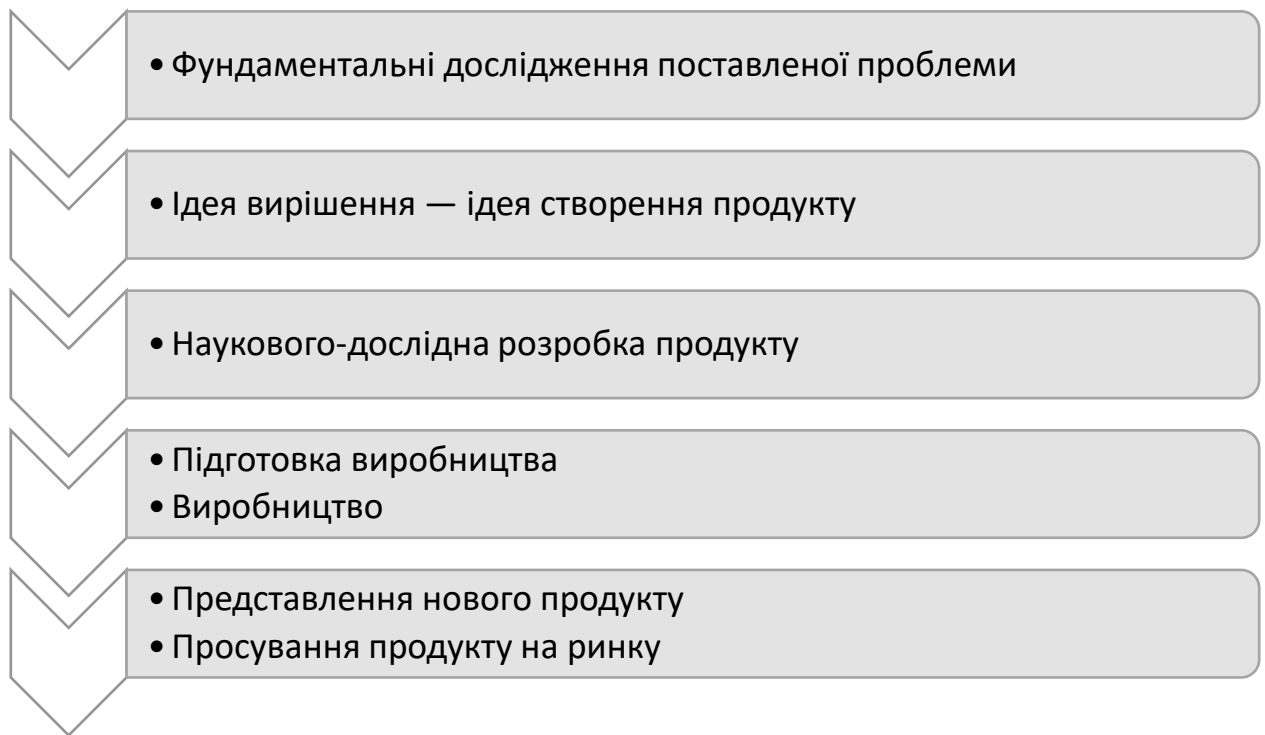 • Фундаментальні дослідження поставленої проблеми
• Ідея вирішення — ідея створення продукту
• Наукового-дослідна розробка продукту
• Підготовка виробництва
• Виробництво
• Представлення нового продукту
• Просування продукту на ринку